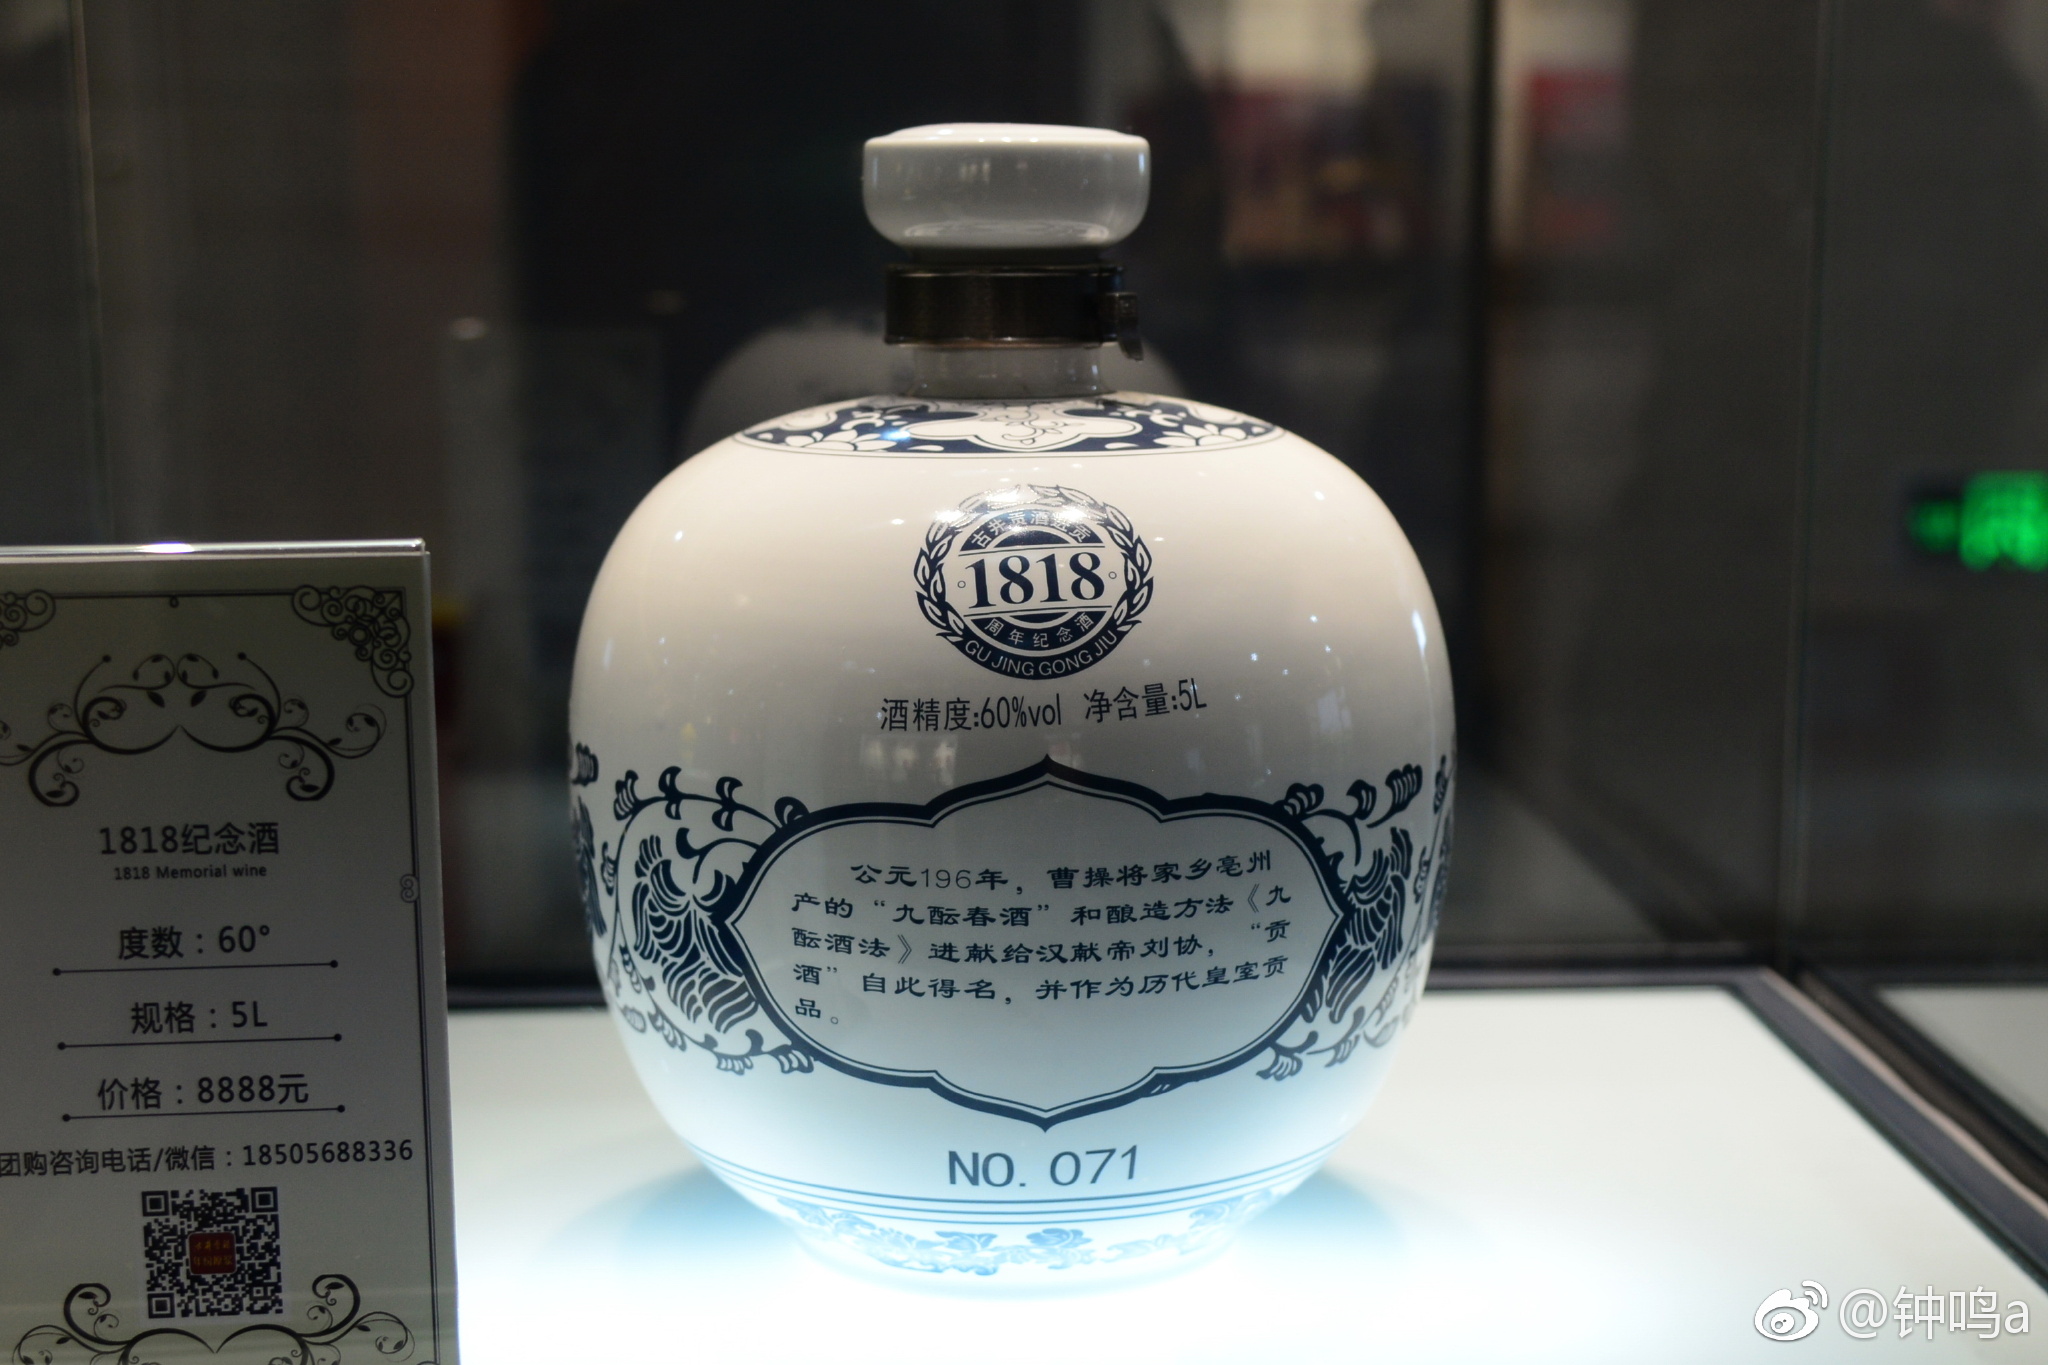 古井贡酒进贡
1818
周年纪念酒
GU JING GONG JIU
酒精度:60%vol 净含量:5L
公元196年，曹操将家乡亳州
产的“九酝春酒”和酿造方法《九
酝酒法》进献给汉献帝刘协，“贡
酒”自此得名，并作为历代皇室贡
品。
NO. 071
1818纪念酒
1818 Memorial wine
度数：60°
规格：5L
价格：8888元
团购咨询电话/微信：18505688336
@钟鸣a